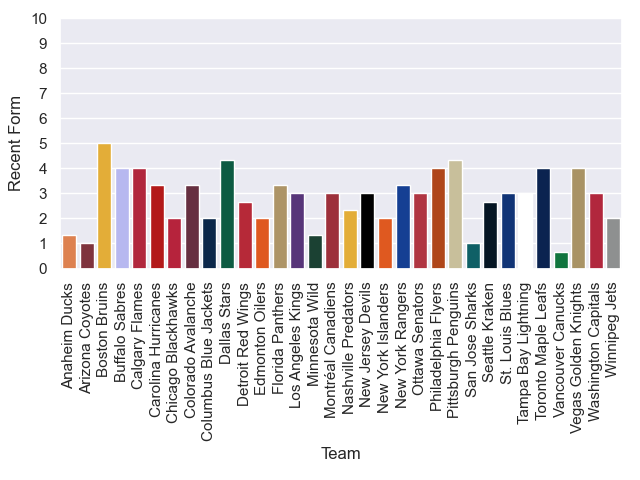 10
9
8
7
6
5
4
3
2
1
0
Recent Form
Anaheim Ducks
Arizona Coyotes
Boston Bruins
Buffalo Sabres
Calgary Flames
Carolina Hurricanes
Chicago Blackhawks
Colorado Avalanche
Columbus Blue Jackets
Dallas Stars
Detroit Red Wings
Edmonton Oilers
Florida Panthers
Los Angeles Kings
Minnesota Wild
Montréal Canadiens
Nashville Predators
New Jersey Devils
New York Islanders
New York Rangers
Ottawa Senators
Philadelphia Flyers
Pittsburgh Penguins
San Jose Sharks
Seattle Kraken
St. Louis Blues
Tampa Bay Lightning
Toronto Maple Leafs
Vancouver Canucks
Vegas Golden Knights
Washington Capitals
Winnipeg Jets
Team